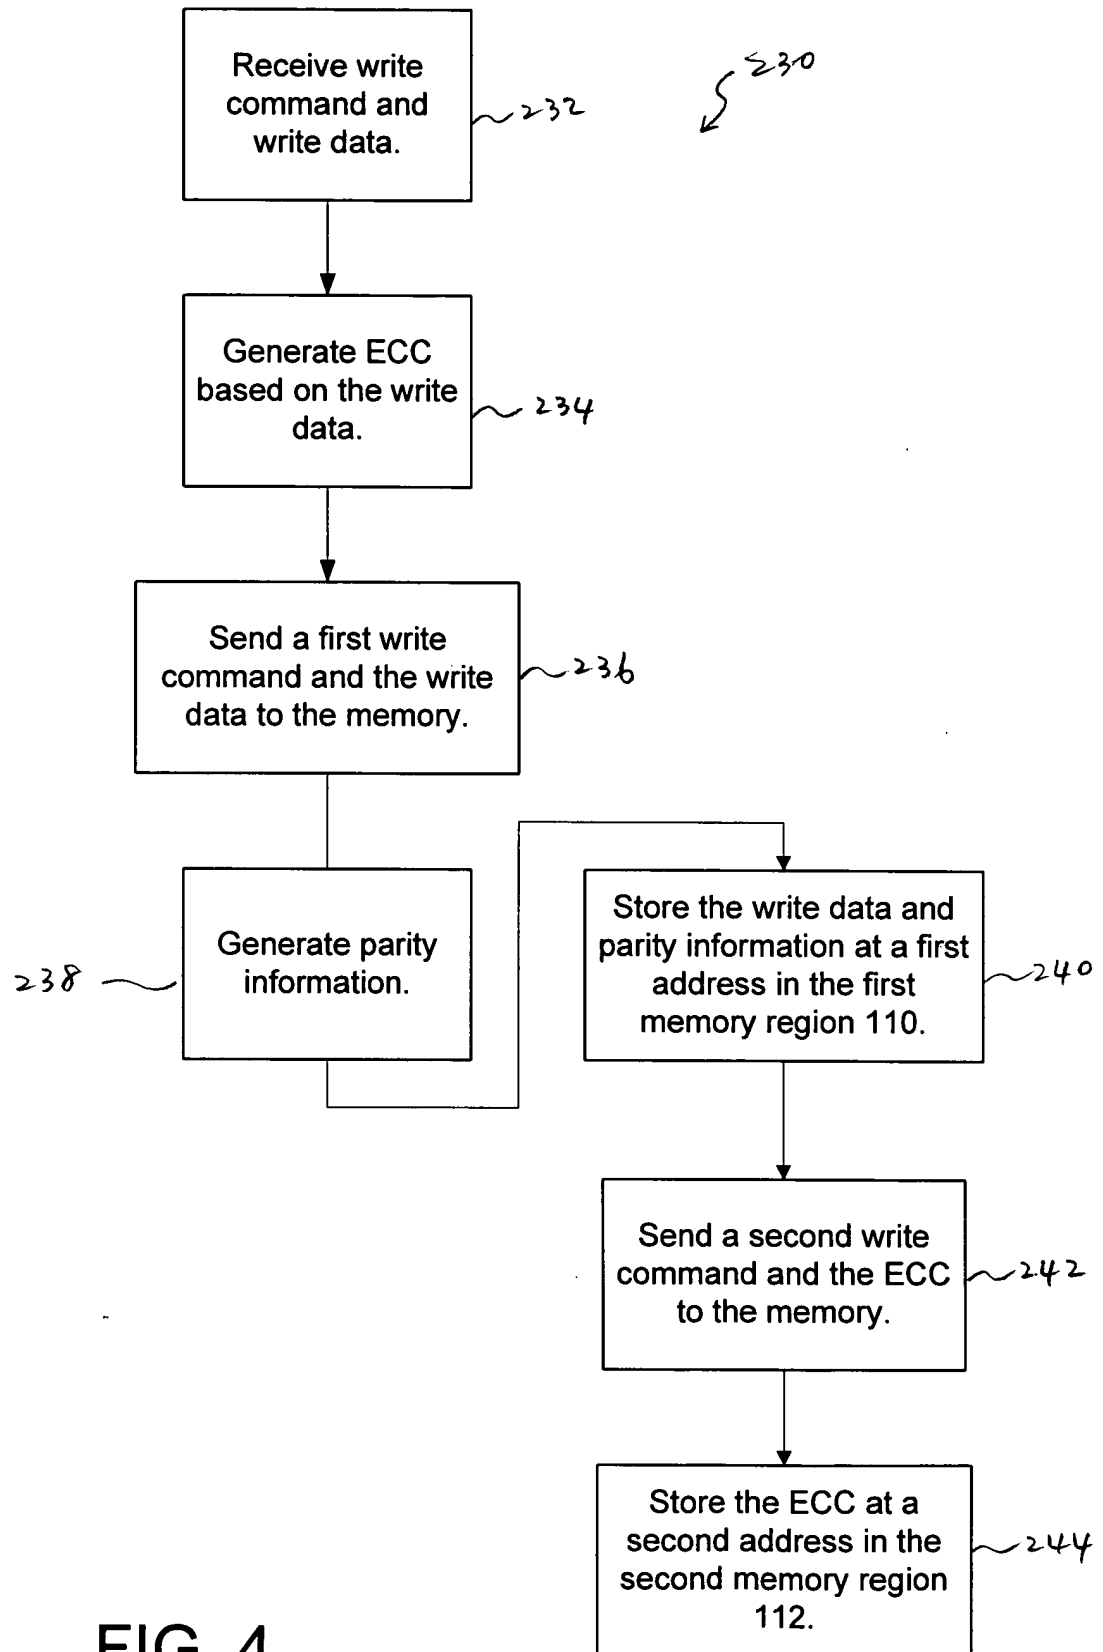 230
Receive write
command and
write data.
232
Generate ECC
based on the write
data.
234
Send a first write
command and the write
data to the memory.
236
Generate parity
information.
238
Store the write data and
parity information at a first
address in the first
memory region 110.
240
Send a second write
command and the ECC
to the memory.
242
Store the ECC at a
second address in the
second memory region
112.
244
FIG. 4